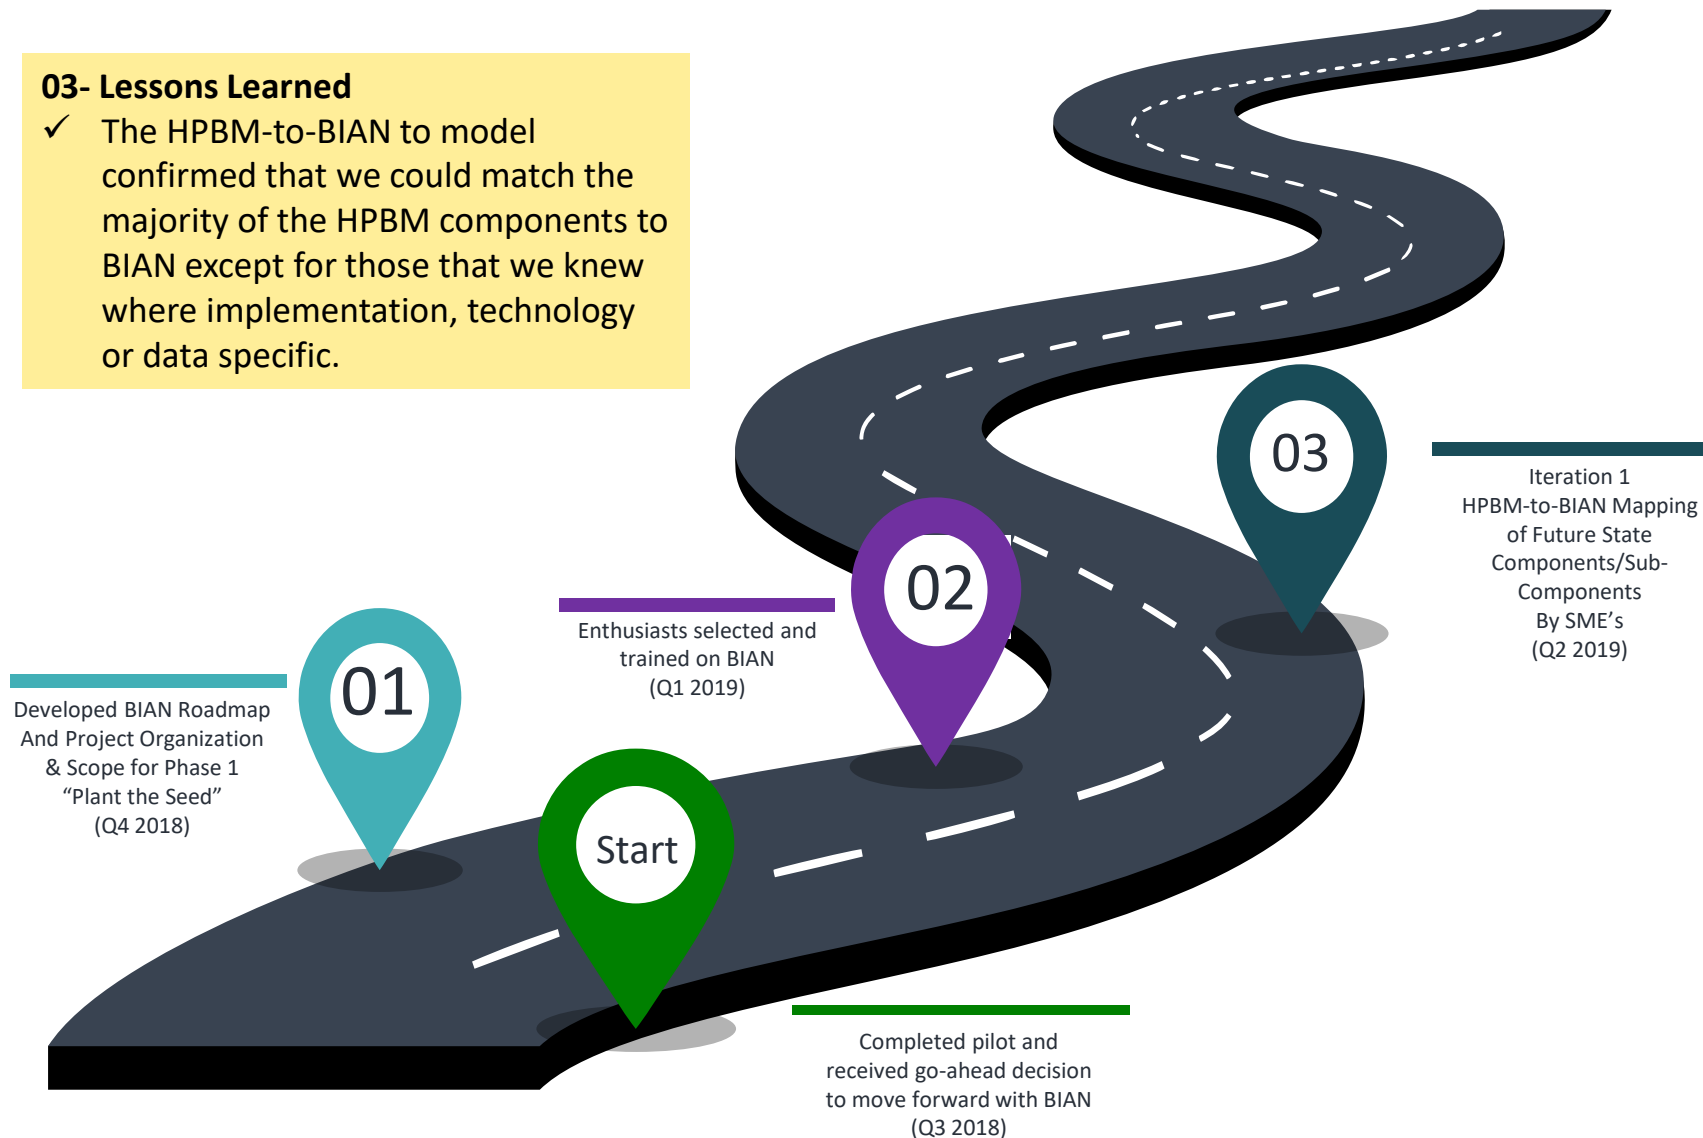 03- Lessons Learned
✓ The HPBM-to-BIAN to model
confirmed that we could match the
majority of the HPBM components to
BIAN except for those that we knew
where implementation, technology
or data specific.
03
Iteration 1
HPBM-to-BIAN Mapping
of Future State
Components/Sub-
Components
By SME’s
(Q2 2019)
02
Enthusiasts selected and
trained on BIAN
(Q1 2019)
01
Developed BIAN Roadmap
And Project Organization
& Scope for Phase 1
“Plant the Seed”
(Q4 2018)
Start
Completed pilot and
received go-ahead decision
to move forward with BIAN
(Q3 2018)